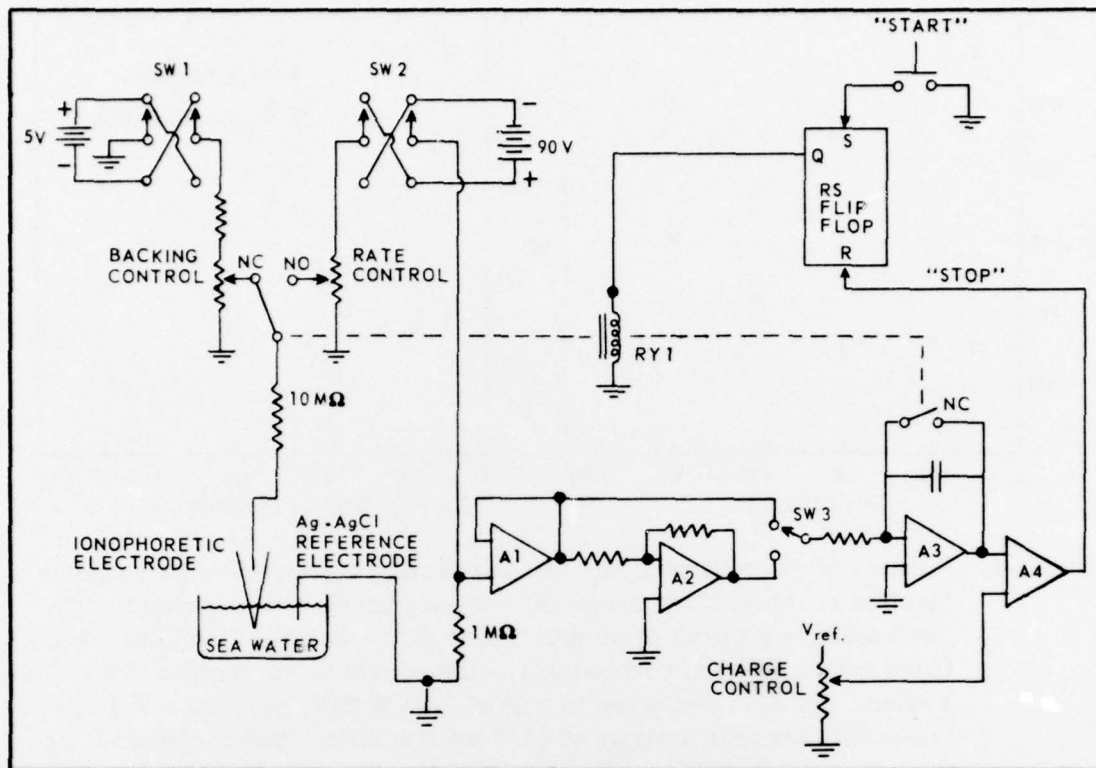 "START"
SW 1
SW 2
+
5V
−
−
90 V
+
S
Q
RS
FLIP
FLOP
R
"STOP"
BACKING
CONTROL
NC
NO
RATE
CONTROL
RY 1
10 MΩ
NC
Ag-AgCl
REFERENCE
ELECTRODE
IONOPHORETIC
ELECTRODE
SEA WATER
1 MΩ
A1
A2
SW 3
A3
A4
Vref.
CHARGE
CONTROL